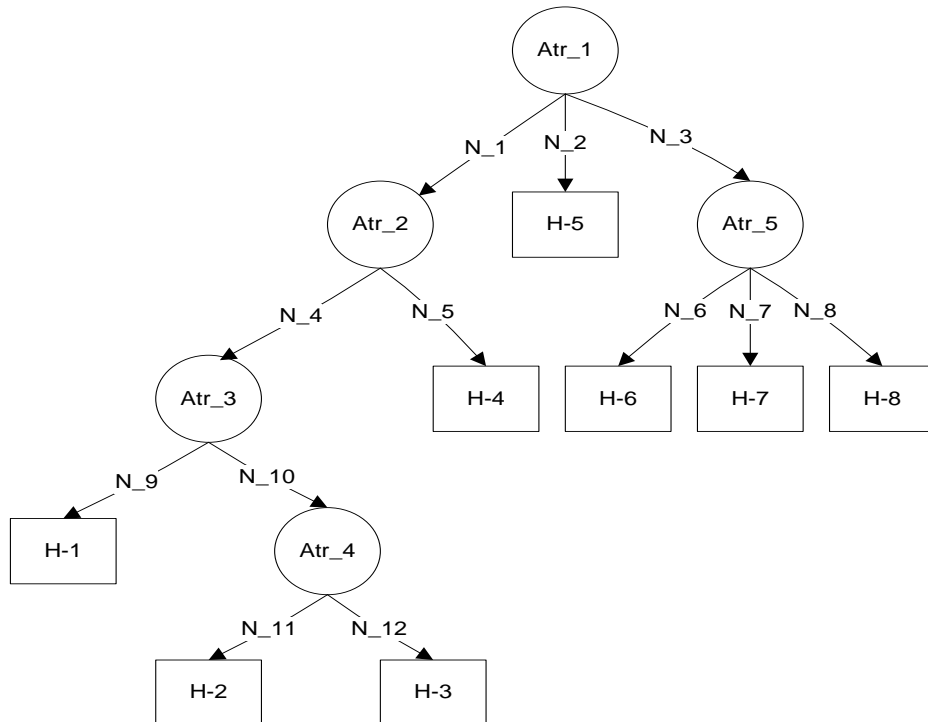 Atr_1
N_1
N_2
N_3
Atr_2
H-5
Atr_5
N_4
N_5
N_6
N_7
N_8
Atr_3
H-4
H-6
H-7
H-8
N_9
N_10
H-1
Atr_4
N_11
N_12
H-2
H-3